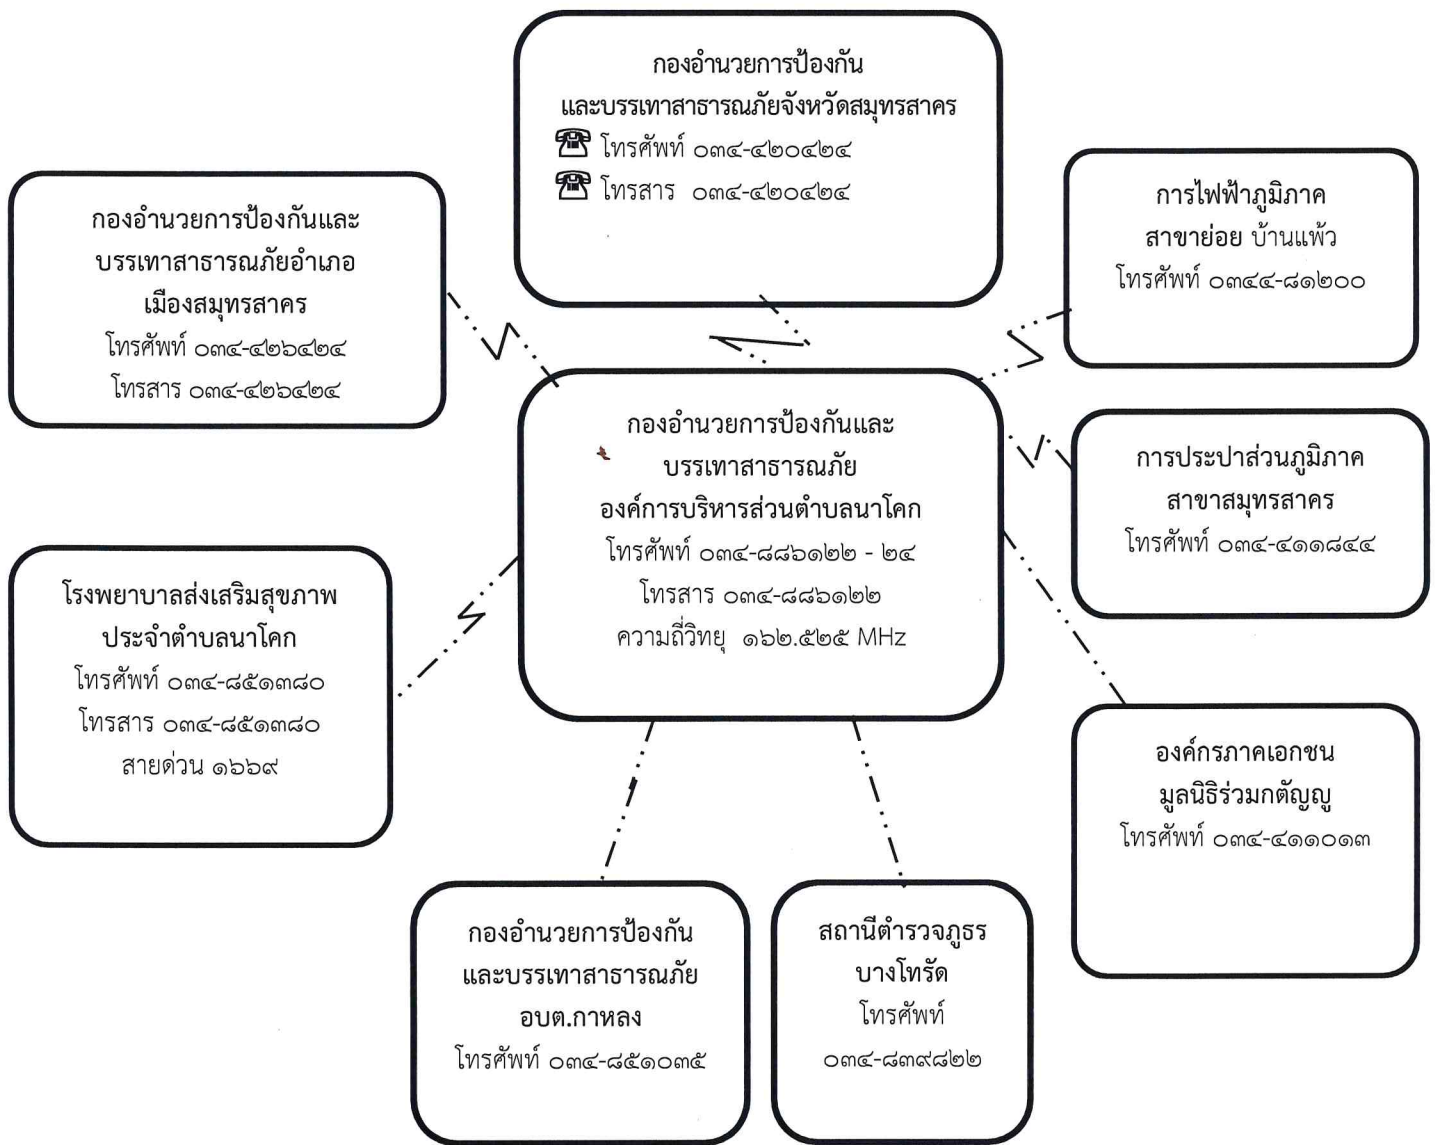 กองอำนวยการป้องกัน
และบรรเทาสาธารณภัยจังหวัดสมุทรสาคร
โทรศัพท์ ๐๓๔-๔๒๐๔๒๔
โทรสาร ๐๓๔-๔๒๐๔๒๔
กองอำนวยการป้องกันและ
บรรเทาสาธารณภัยอำเภอ
เมืองสมุทรสาคร
โทรศัพท์ ๐๓๔-๔๒๖๔๒๔
โทรสาร ๐๓๔-๔๒๖๔๒๔
การไฟฟ้าภูมิภาค
สาขาย่อย บ้านแพ้ว
โทรศัพท์ ๐๓๔๔-๘๑๒๐๐
กองอำนวยการป้องกันและ
บรรเทาสาธารณภัย
องค์การบริหารส่วนตำบลนาโคก
โทรศัพท์ ๐๓๔-๘๘๖๑๒๒ - ๒๔
โทรสาร ๐๓๔-๘๘๖๑๒๒
ความถี่วิทยุ ๑๖๒.๕๒๕ MHz
การประปาส่วนภูมิภาค
สาขาสมุทรสาคร
โทรศัพท์ ๐๓๔-๔๑๑๘๔๔
โรงพยาบาลส่งเสริมสุขภาพ
ประจำตำบลนาโคก
โทรศัพท์ ๐๓๔-๘๕๑๓๘๐
โทรสาร ๐๓๔-๘๕๑๓๘๐
สายด่วน ๑๖๖๙
องค์กรภาคเอกชน
มูลนิธิร่วมกตัญญู
โทรศัพท์ ๐๓๔-๔๑๑๐๑๓
กองอำนวยการป้องกัน
และบรรเทาสาธารณภัย
อบต.กาหลง
โทรศัพท์ ๐๓๔-๘๕๑๐๓๕
สถานีตำรวจภูธร
บางโทรัด
โทรศัพท์
๐๓๔-๘๓๙๘๒๒